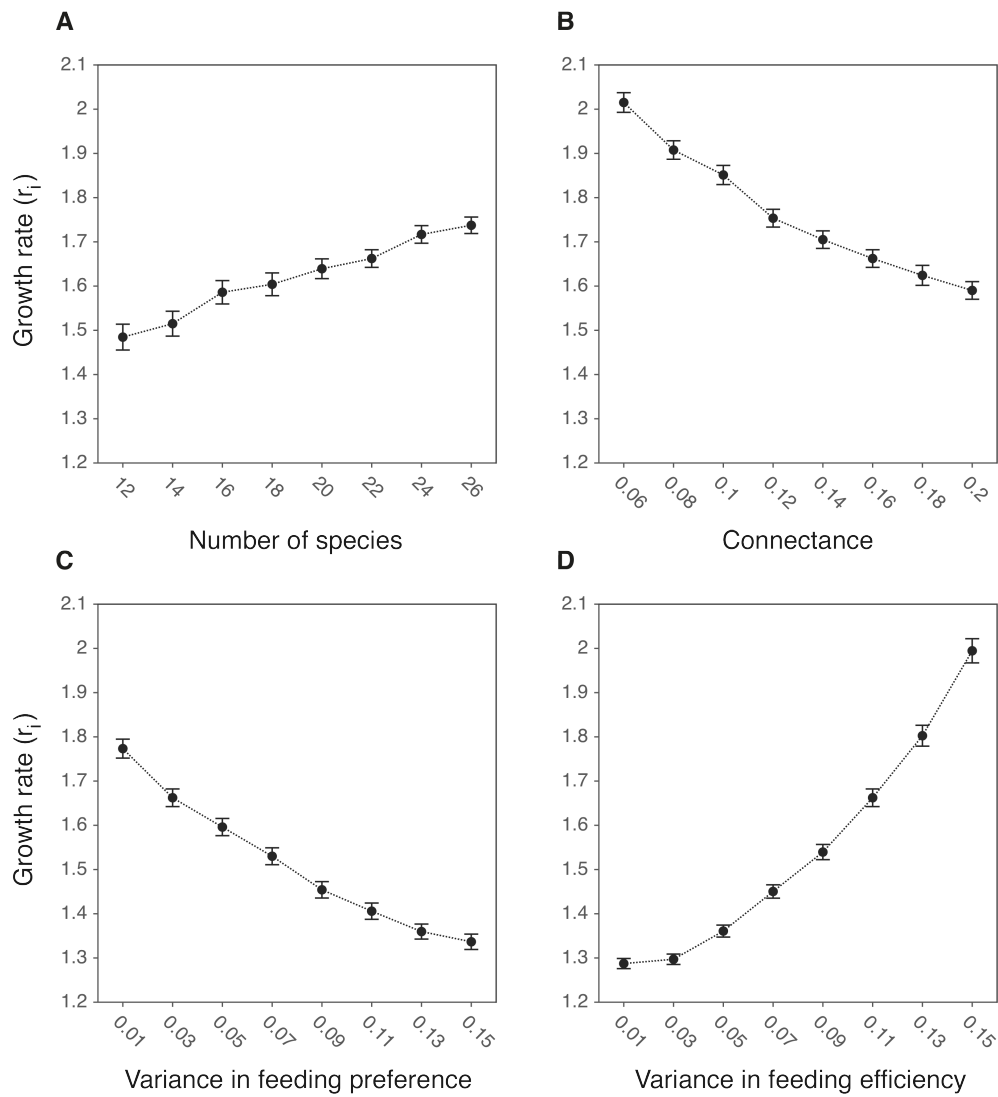 A
Growth rate (ri)
2.1
2
1.9
1.8
1.7
1.6
1.5
1.4
1.3
1.2
12 14 16 18 20 22 24 26
Number of species
B
2.1
2
1.9
1.8
1.7
1.6
1.5
1.4
1.3
1.2
0.06 0.08 0.1 0.12 0.14 0.16 0.18 0.2
Connectance
C
Growth rate (ri)
2.1
2
1.9
1.8
1.7
1.6
1.5
1.4
1.3
1.2
0.01 0.03 0.05 0.07 0.09 0.11 0.13 0.15
Variance in feeding preference
D
2.1
2
1.9
1.8
1.7
1.6
1.5
1.4
1.3
1.2
0.01 0.03 0.05 0.07 0.09 0.11 0.13 0.15
Variance in feeding efficiency